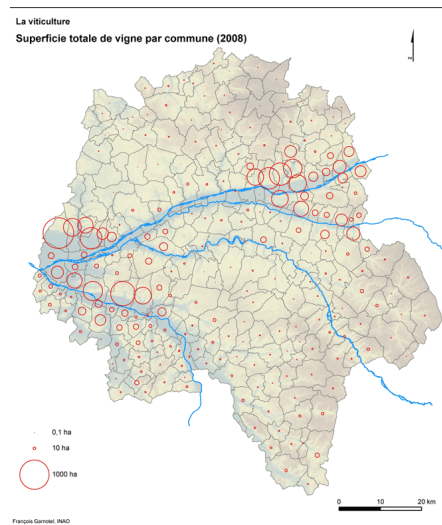 La viticulture
Superficie totale de vigne par commune (2008)
0,1 ha
10 ha
1000 ha
0 10 20 km
François Garnotel, INAO